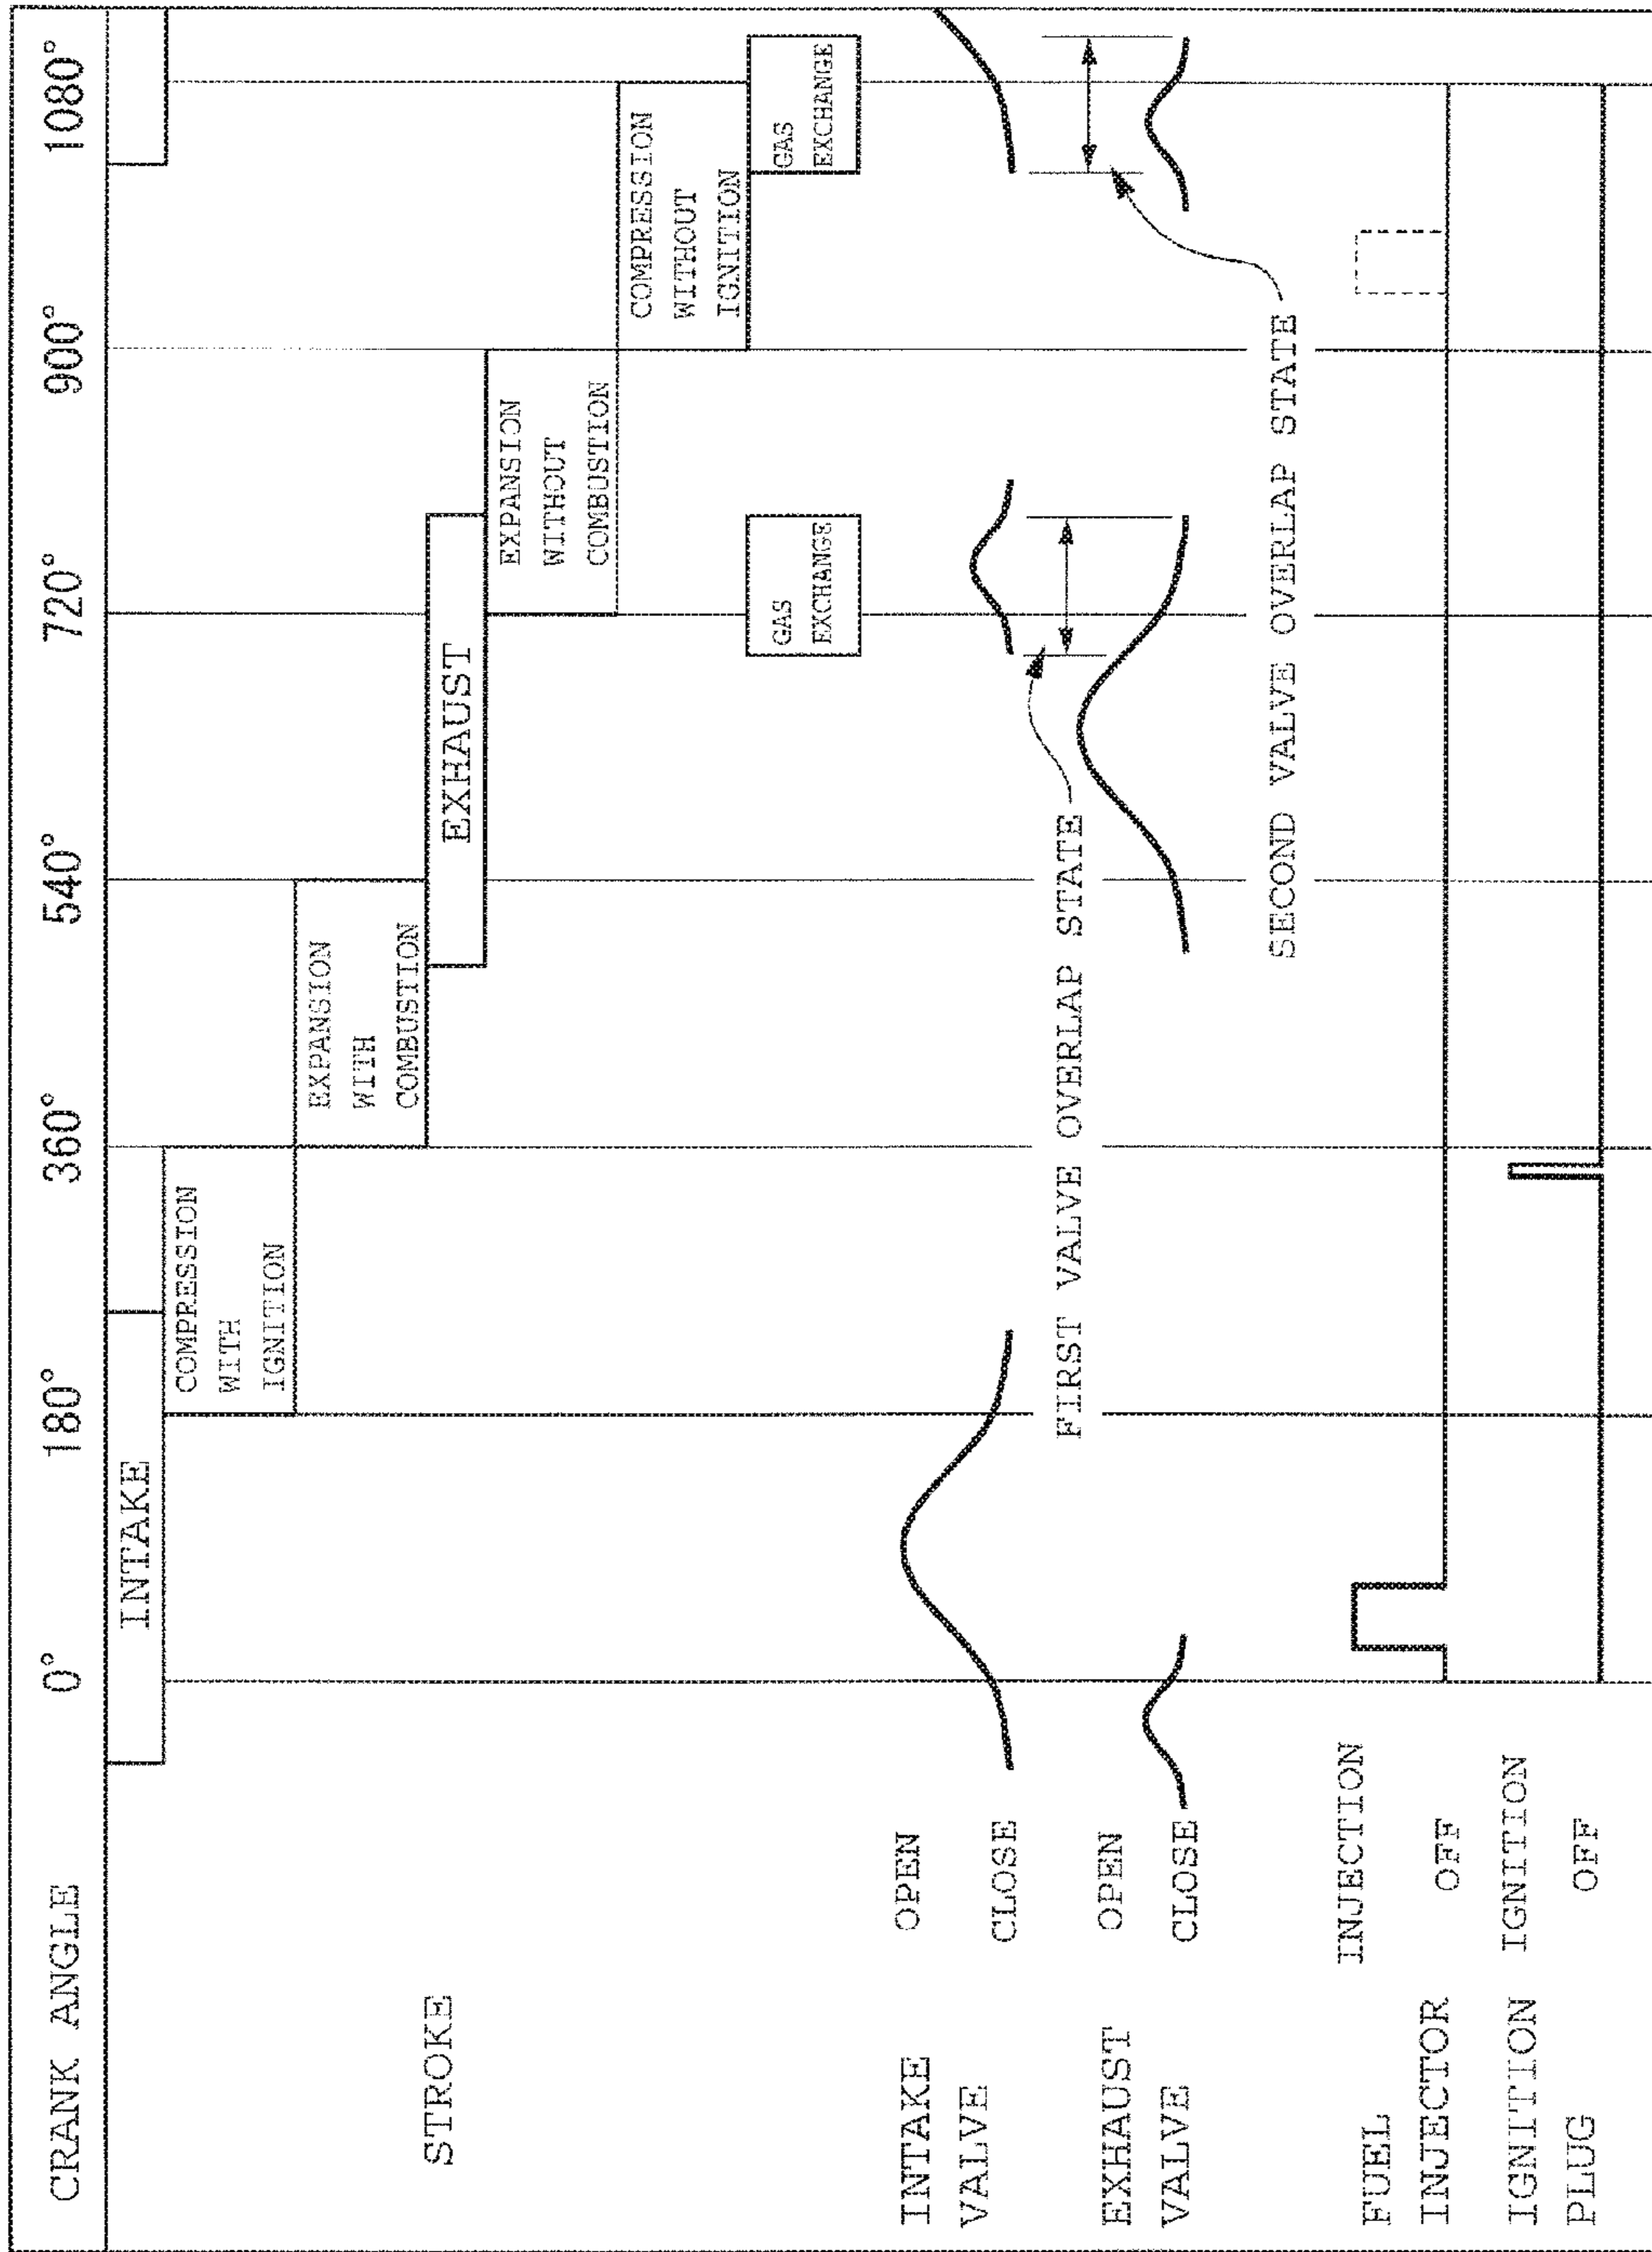 CRANK ANGLE
0°
180°
360°
540°
720°
900°
1080°
STROKE
INTAKE
COMPRESSION
WITH
IGNITION
EXPANSION
WITH
COMBUSTION
EXHAUST
EXPANSION
WITHOUT
COMBUSTION
COMPRESSION
WITHOUT
IGNITION
GAS
EXCHANGE
GAS
EXCHANGE
INTAKE
VALVE
OPEN
CLOSE
FIRST VALVE OVERLAP STATE
EXHAUST
VALVE
OPEN
CLOSE
SECOND VALVE OVERLAP STATE
FUEL
INJECTOR
INJECTION
OFF
IGNITION
PLUG
IGNITION
OFF